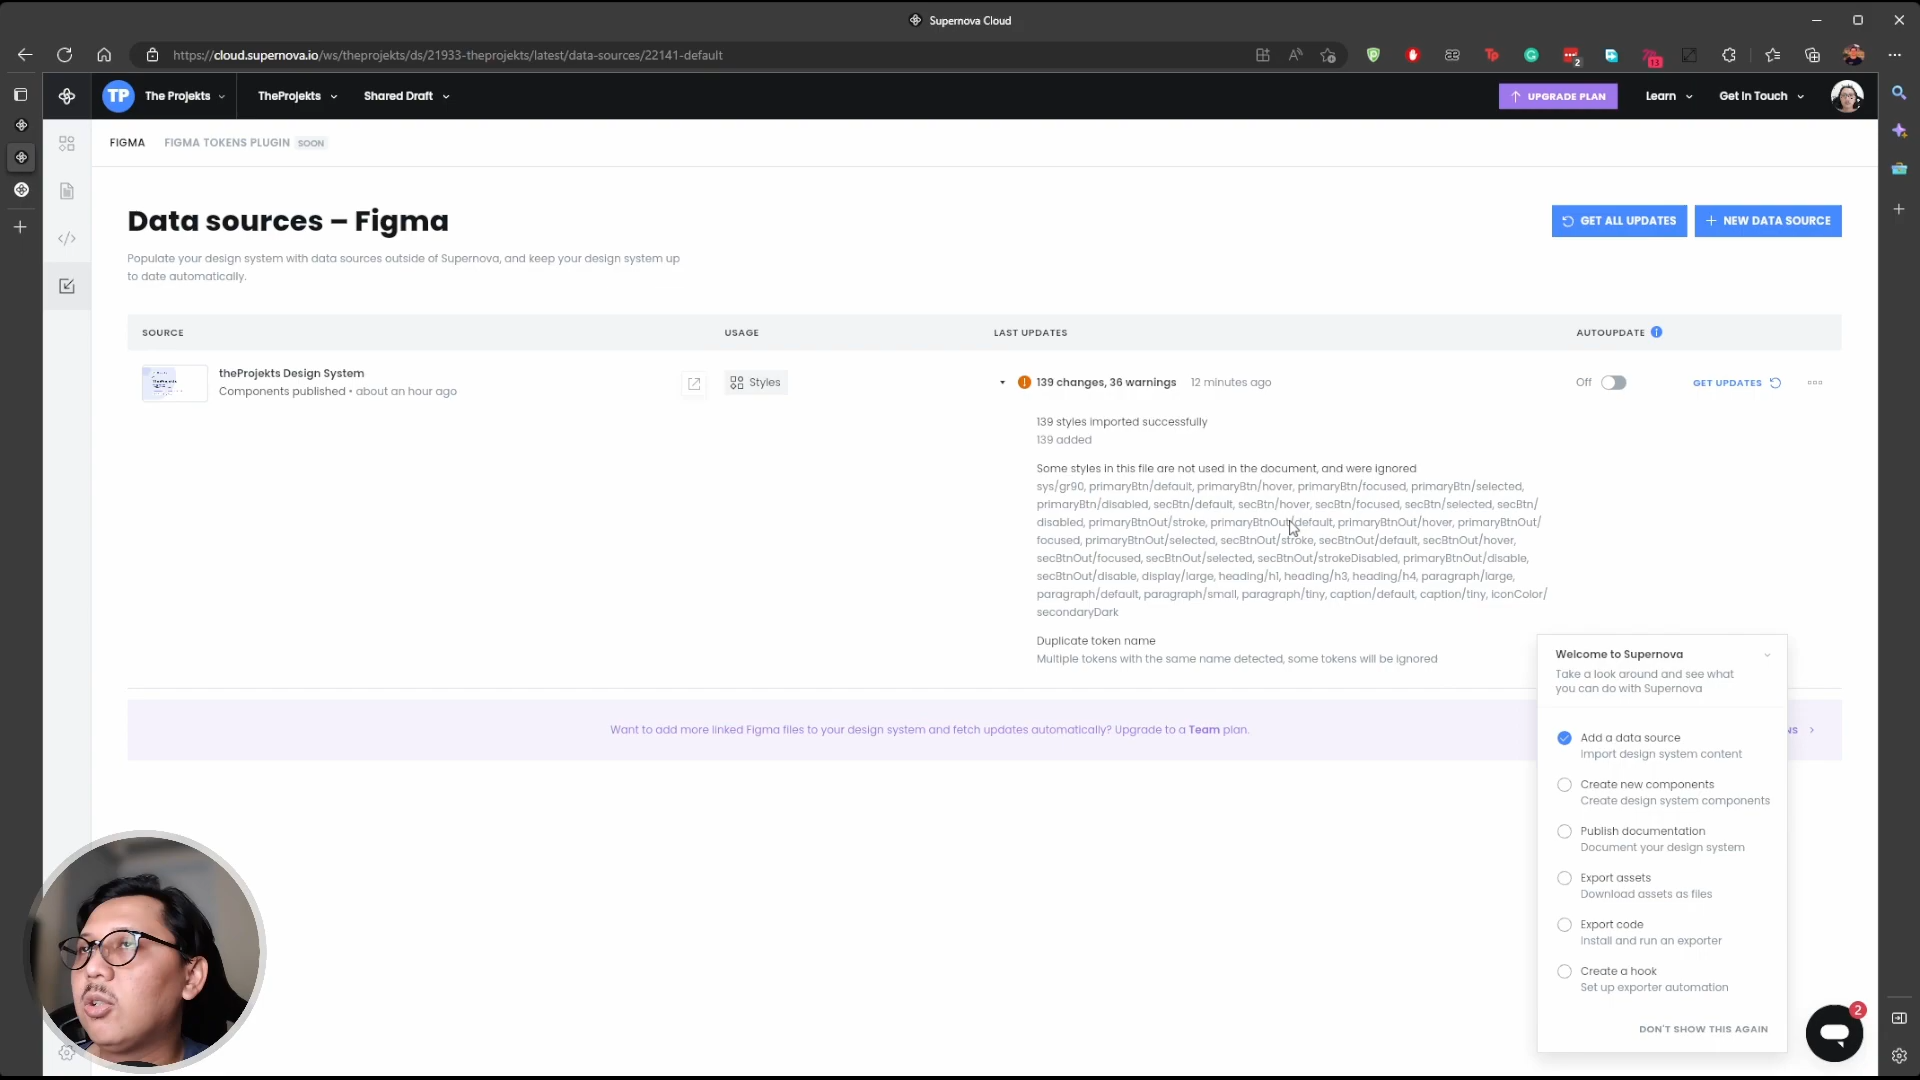 Supernova Cloud
https://cloud.supernova.io/ws/theprojekts/ds/21933-theprojekts/latest/data-sources/22141-default
2
13
TP The Projekts TheProjekts Shared Draft
UPGRADE PLAN Learn Get In Touch
FIGMA FIGMA TOKENS PLUGIN SOON
Data sources – Figma
GET ALL UPDATES NEW DATA SOURCE
Populate your design system with data sources outside of Supernova, and keep your design system up
to date automatically.
SOURCE USAGE LAST UPDATES AUTOUPDATE
theProjekts Design System
Components published • about an hour ago
Styles
139 changes, 36 warnings 12 minutes ago
Off
GET UPDATES
139 styles imported successfully
139 added
Some styles in this file are not used in the document, and were ignored
sys/gr90, primaryBtn/default, primaryBtn/hover, primaryBtn/focused, primaryBtn/selected,
primaryBtn/disabled, secBtn/default, secBtn/hover, secBtn/focused, secBtn/selected, secBtn/
disabled, primaryBtnOut/stroke, primaryBtnOut/default, primaryBtnOut/hover, primaryBtnOut/
focused, primaryBtnOut/selected, secBtnOut/stroke, secBtnOut/default, secBtnOut/hover,
secBtnOut/focused, secBtnOut/selected, secBtnOut/strokeDisabled, primaryBtnOut/disable,
secBtnOut/disable, display/large, heading/h1, heading/h3, heading/h4, paragraph/large,
paragraph/default, paragraph/small, paragraph/tiny, caption/default, caption/tiny, iconColor/
secondaryDark
Duplicate token name
Multiple tokens with the same name detected, some tokens will be ignored
Want to add more linked Figma files to your design system and fetch updates automatically? Upgrade to a Team plan.
NS
Welcome to Supernova
Take a look around and see what
you can do with Supernova
Add a data source
Import design system content
Create new components
Create design system components
Publish documentation
Document your design system
Export assets
Download assets as files
Export code
Install and run an exporter
Create a hook
Set up exporter automation
DON'T SHOW THIS AGAIN
2